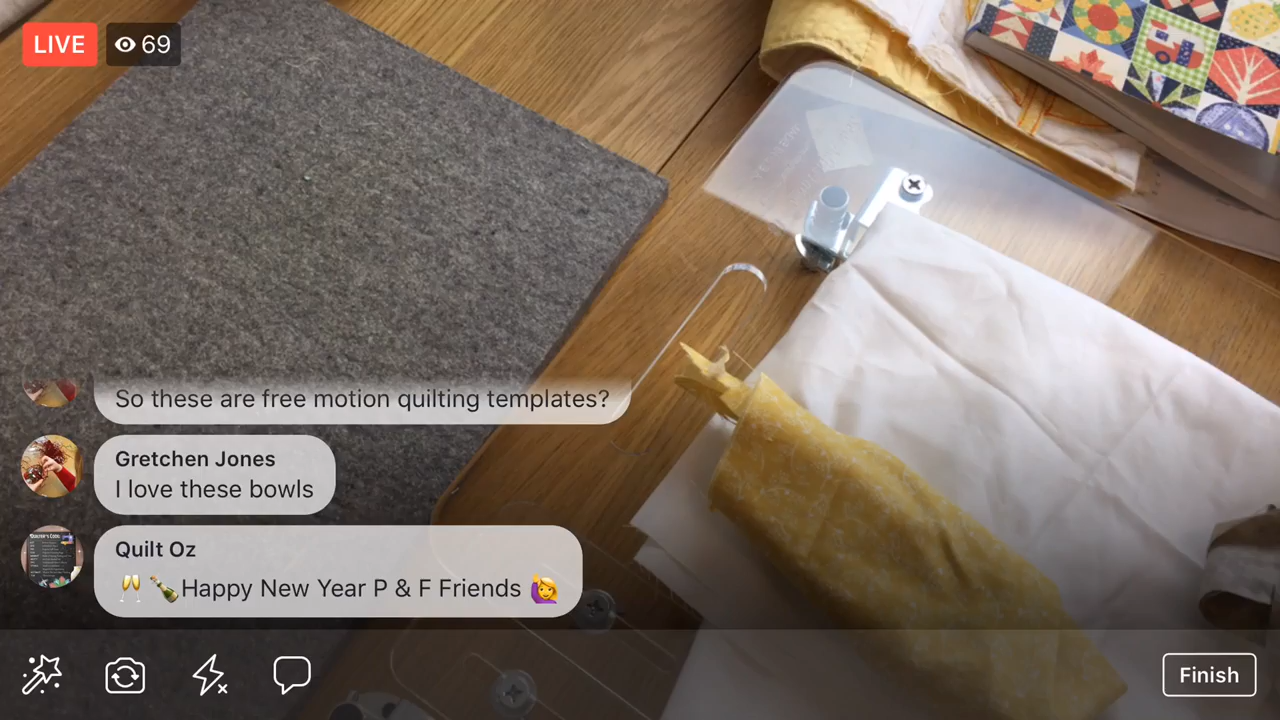 LIVE 69
So these are free motion quilting templates?
Gretchen Jones
I love these bowls
Quilt Oz
🥂🍾Happy New Year P & F Friends 🙋‍♀️
Finish